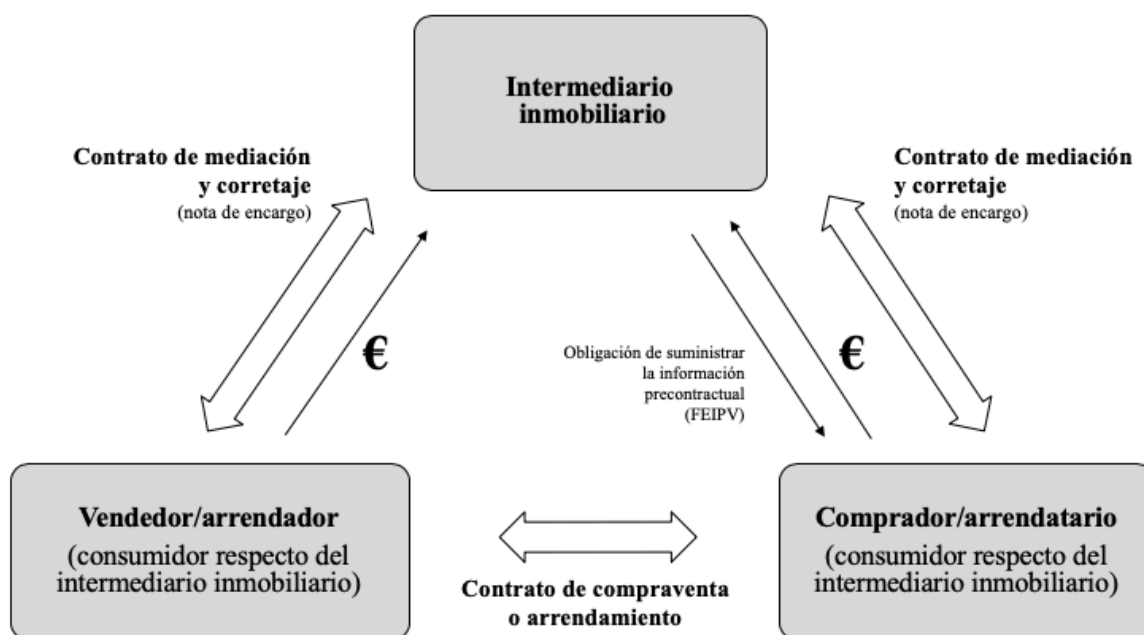 Intermediario
inmobiliario
Contrato de mediación
y corretaje
(nota de encargo)
Contrato de mediación
y corretaje
(nota de encargo)
€
Obligación de suministrar
la información
precontractual
(FEIPV)
€
Vendedor/arrendador
(consumidor respecto del
intermediario inmobiliario)
Contrato de compraventa
o arrendamiento
Comprador/arrendatario
(consumidor respecto del
intermediario inmobiliario)